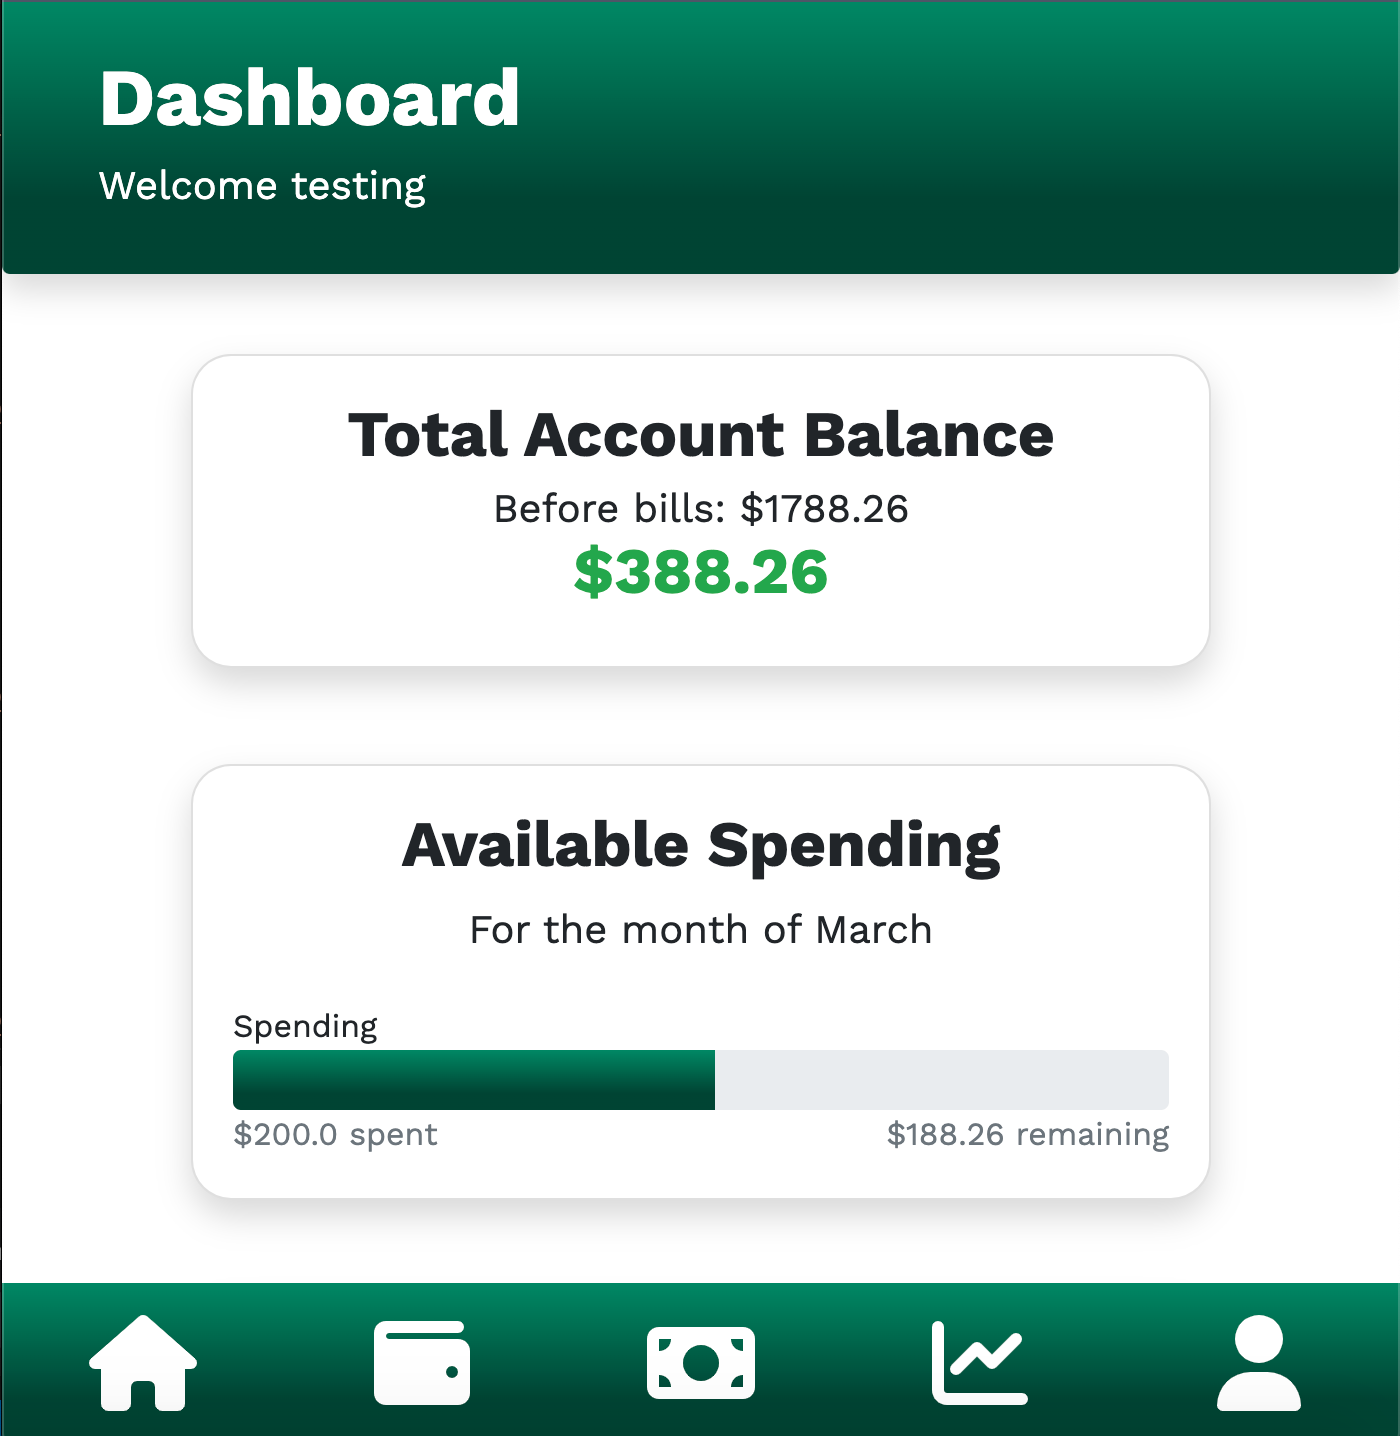 Dashboard
Welcome testing
Total Account Balance
Before bills: $1788.26
$388.26
Available Spending
For the month of March
Spending
$200.0 spent
$188.26 remaining